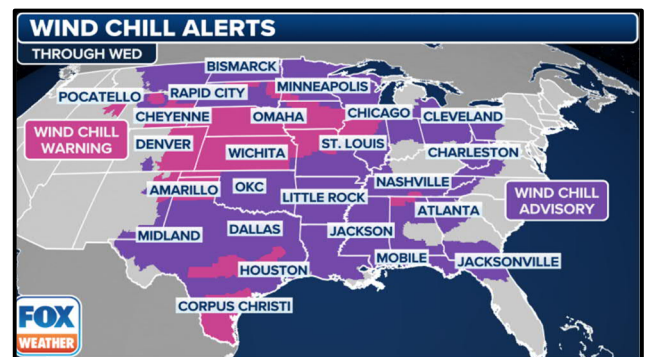 WIND CHILL ALERTS
THROUGH WED
BISMARCK
MINNEAPOLIS
POCATELLO
RAPID CITY
CHEYENNE
OMAHA
CHICAGO
CLEVELAND
WIND CHILL
WARNING
DENVER
WICHITA
ST. LOUIS
CHARLESTON
AMARILLO
OKC
LITTLE ROCK
NASHVILLE
WIND CHILL
ADVISORY
ATLANTA
MIDLAND
DALLAS
JACKSON
HOUSTON
MOBILE
JACKSONVILLE
CORPUS CHRISTI
FOX
WEATHER